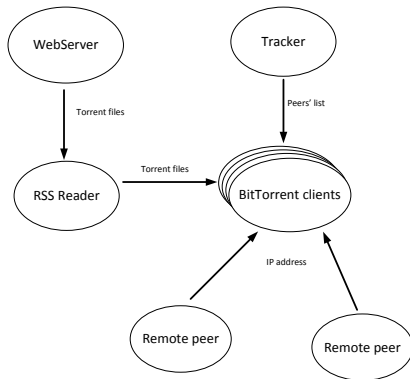 WebServer
Tracker
Torrent files
Peers' list
Torrent files
RSS Reader
BitTorrent clients
IP address
Remote peer
Remote peer